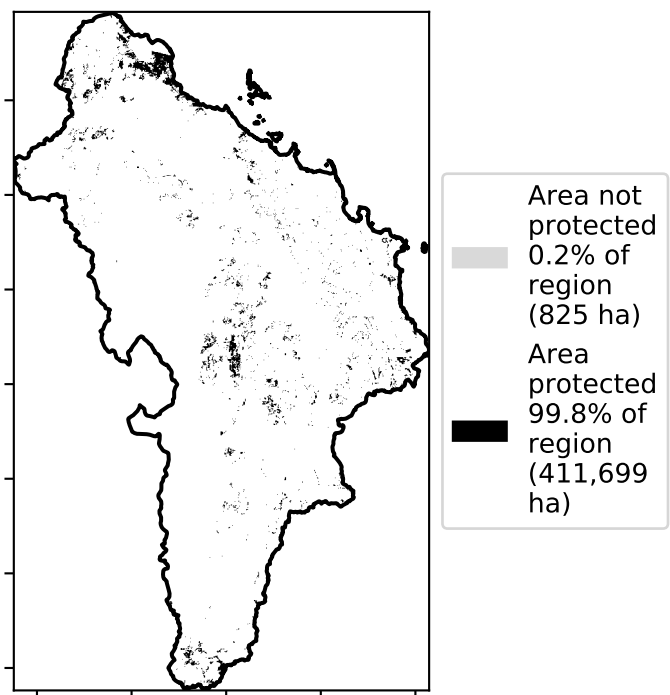 Area not
protected
0.2% of
region
(825 ha)
Area
protected
99.8% of
region
(411,699
ha)